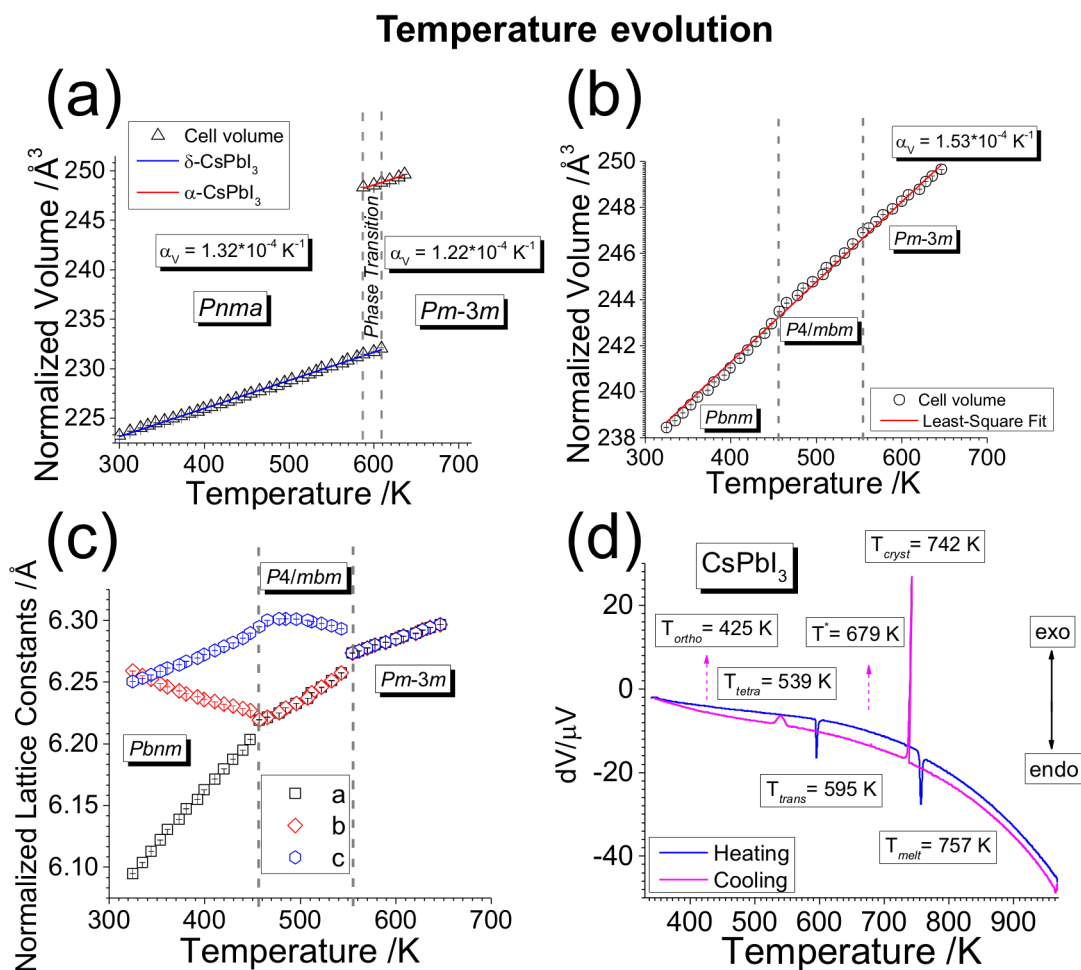 Temperature evolution
(a)
Cell volume
δ-CsPbI₃
α-CsPbI₃
αV = 1.32*10⁻⁴ K⁻¹
αV = 1.22*10⁻⁴ K⁻¹
Pnma
Phase Transition
Pm-3m
Normalized Volume /Å³
250
245
240
235
230
225
300
400
500
600
700
Temperature /K
(b)
αV = 1.53*10⁻⁴ K⁻¹
Pm-3m
P4/mbm
Pbnm
Cell volume
Least-Square Fit
Normalized Volume /Å³
250
248
246
244
242
240
238
300
400
500
600
700
Temperature /K
(c)
P4/mbm
Pm-3m
Pbnm
a
b
c
Normalized Lattice Constants /Å
6.30
6.25
6.20
6.15
6.10
300
400
500
600
700
Temperature /K
(d)
CsPbI₃
Tcryst= 742 K
Tortho= 425 K
T*= 679 K
Ttetra= 539 K
exo
endo
Ttrans= 595 K
Tmelt= 757 K
Heating
Cooling
dV/μV
20
0
-20
-40
400
500
600
700
800
900
Temperature /K